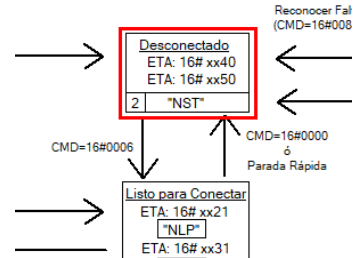 Reconocer Fal
(CMD=16#008
Desconectado
ETA: 16# xx40
ETA: 16# xx50
2 "NST"
CMD=16#0006
CMD=16#0000
ó
Parada Rápida
Listo para Conectar
ETA: 16# xx21
"NLP"
ETA: 16# xx31